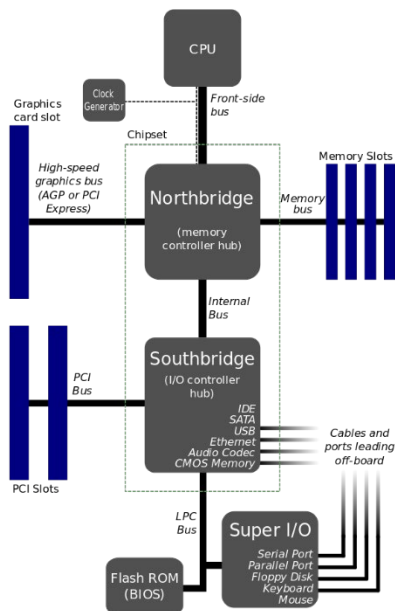 CPU
Clock
Generator
Graphics
card slot
Front-side
bus
Chipset
High-speed
graphics bus
(AGP or PCI
Express)
Northbridge
(memory
controller hub)
Memory Slots
Memory
bus
Internal
Bus
Southbridge
(I/O controller
hub)
PCI
Bus
IDE
SATA
USB
Ethernet
Audio Codec
CMOS Memory
Cables and
ports leading
off-board
PCI Slots
LPC
Bus
Super I/O
Serial Port
Parallel Port
Floppy Disk
Keyboard
Mouse
Flash ROM
(BIOS)